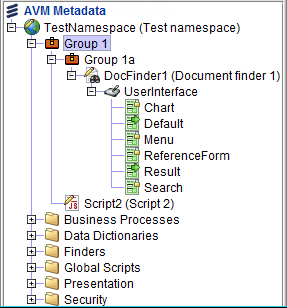 AVM Metadata
TestNamespace (Test namespace)
Group 1
Group 1a
DocFinder1 (Document finder 1)
UserInterface
Chart
Default
Menu
ReferenceForm
Result
Search
JS Script2 (Script 2)
Business Processes
Data Dictionaries
Finders
Global Scripts
Presentation
Security